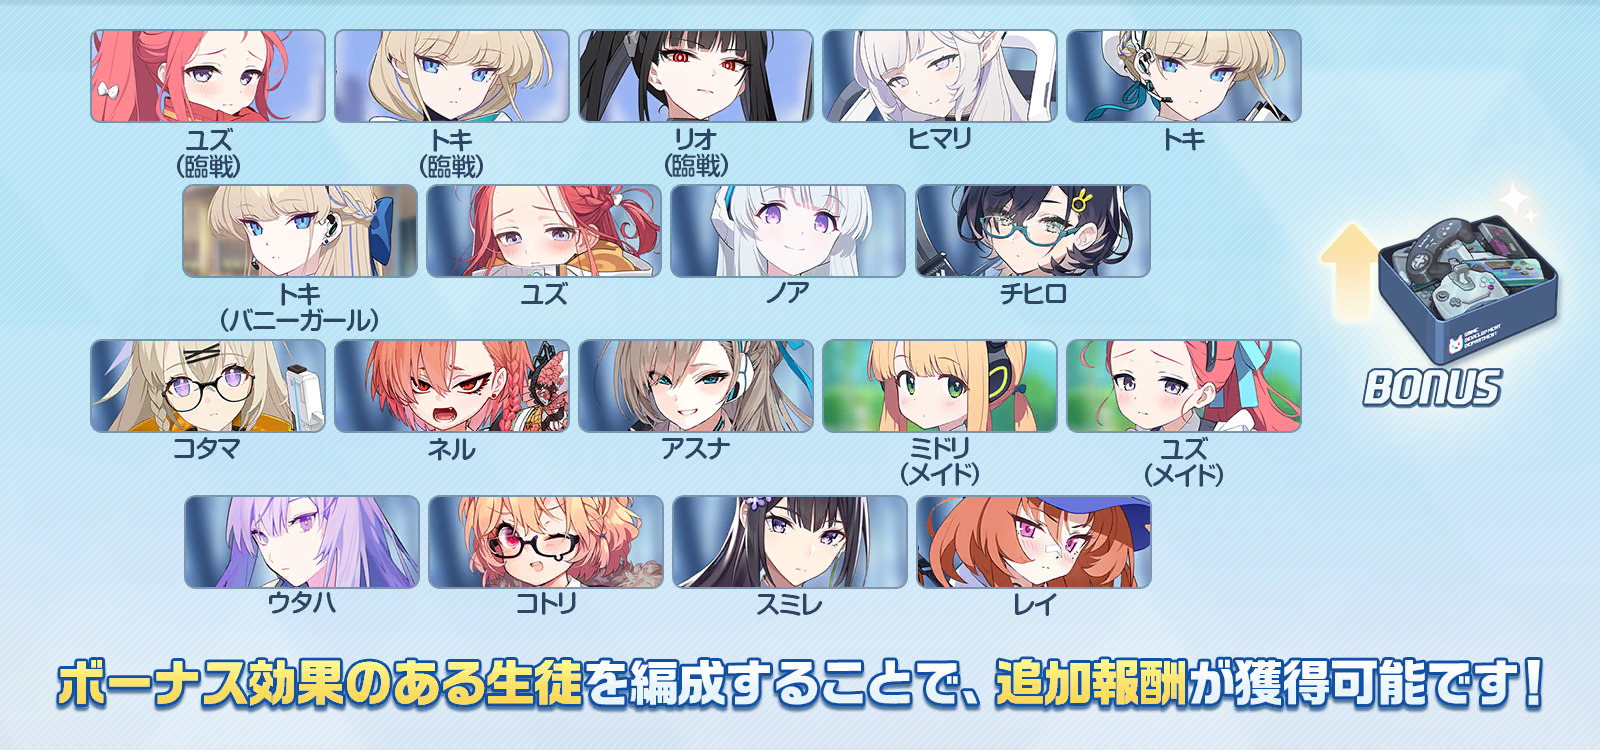 ユズ
(臨戦)
トキ
(臨戦)
リオ
(臨戦)
ヒマリ
トキ
トキ
(バニーガール)
ユズ
ノア
チヒロ
コタマ
ネル
アスナ
ミドリ
(メイド)
ユズ
(メイド)
ウタハ
コトリ
スミレ
レイ
GAME
DEVELOPMENT
DEPARTMENT
BONUS
ボーナス効果のある生徒を編成することで、追加報酬が獲得可能です!